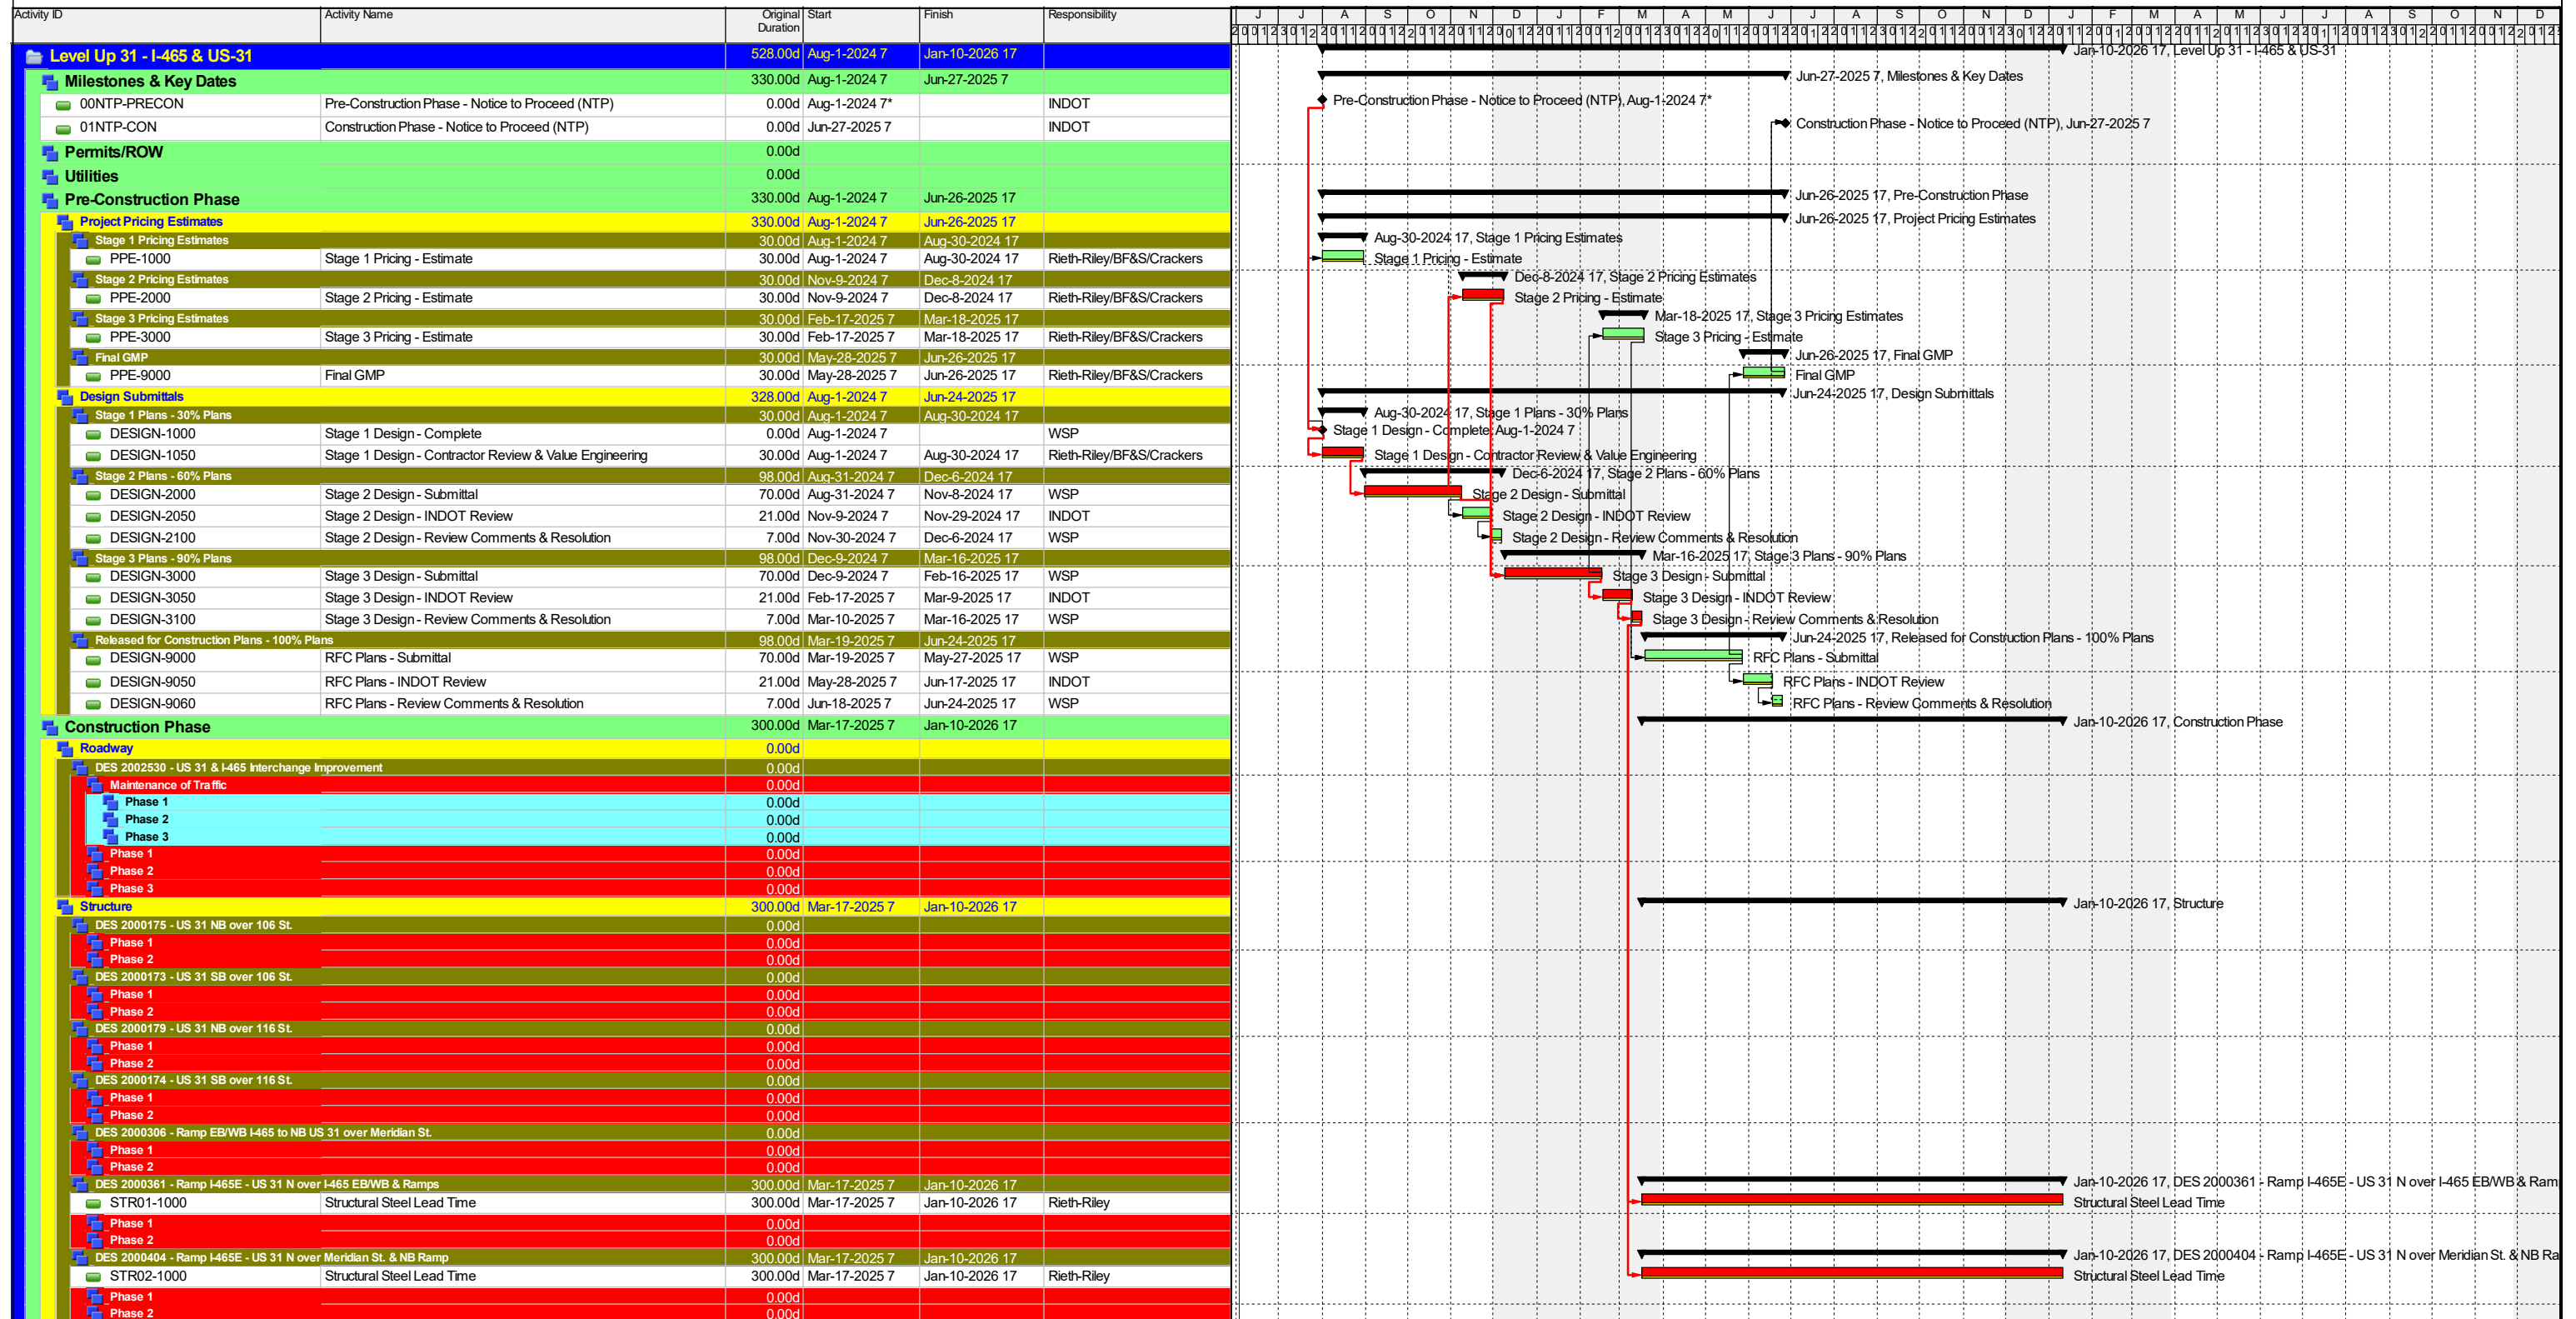 Activity ID Activity Name Original Duration Start Finish Responsibility J J A S O N D J F M A M J J A S O N D J F M A M J J A S O N D
Level Up 31 - I-465 & US-31 528.00d Aug-1-2024 7 Jan-10-2026 17 Jan-10-2026 17, Level Up 31 - I-465 & US-31
Milestones & Key Dates 330.00d Aug-1-2024 7 Jun-27-2025 7 Jun-27-2025 7, Milestones & Key Dates
00NTP-PRECON Pre-Construction Phase - Notice to Proceed (NTP) 0.00d Aug-1-2024 7* INDOT Pre-Construction Phase - Notice to Proceed (NTP), Aug-1-2024 7*
01NTP-CON Construction Phase - Notice to Proceed (NTP) 0.00d Jun-27-2025 7 INDOT Construction Phase - Notice to Proceed (NTP), Jun-27-2025 7
Permits/ROW 0.00d
Utilities 0.00d
Pre-Construction Phase 330.00d Aug-1-2024 7 Jun-26-2025 17 Jun-26-2025 17, Pre-Construction Phase
Project Pricing Estimates 330.00d Aug-1-2024 7 Jun-26-2025 17 Jun-26-2025 17, Project Pricing Estimates
Stage 1 Pricing Estimates 30.00d Aug-1-2024 7 Aug-30-2024 17 Aug-30-2024 17, Stage 1 Pricing Estimates
PPE-1000 Stage 1 Pricing - Estimate 30.00d Aug-1-2024 7 Aug-30-2024 17 Rieth-Riley/BF&S/Crackers Stage 1 Pricing - Estimate
Stage 2 Pricing Estimates 30.00d Nov-9-2024 7 Dec-8-2024 17 Dec-8-2024 17, Stage 2 Pricing Estimates
PPE-2000 Stage 2 Pricing - Estimate 30.00d Nov-9-2024 7 Dec-8-2024 17 Rieth-Riley/BF&S/Crackers Stage 2 Pricing - Estimate
Stage 3 Pricing Estimates 30.00d Feb-17-2025 7 Mar-18-2025 17 Mar-18-2025 17, Stage 3 Pricing Estimates
PPE-3000 Stage 3 Pricing - Estimate 30.00d Feb-17-2025 7 Mar-18-2025 17 Rieth-Riley/BF&S/Crackers Stage 3 Pricing - Estimate
Final GMP 30.00d May-28-2025 7 Jun-26-2025 17 Jun-26-2025 17, Final GMP
PPE-9000 Final GMP 30.00d May-28-2025 7 Jun-26-2025 17 Rieth-Riley/BF&S/Crackers Final GMP
Design Submittals 328.00d Aug-1-2024 7 Jun-24-2025 17 Jun-24-2025 17, Design Submittals
Stage 1 Plans - 30% Plans 30.00d Aug-1-2024 7 Aug-30-2024 17 Aug-30-2024 17, Stage 1 Plans - 30% Plans
DESIGN-1000 Stage 1 Design - Complete 0.00d Aug-1-2024 7 WSP Stage 1 Design - Complete, Aug-1-2024 7
DESIGN-1050 Stage 1 Design - Contractor Review & Value Engineering 30.00d Aug-1-2024 7 Aug-30-2024 17 Rieth-Riley/BF&S/Crackers Stage 1 Design - Contractor Review & Value Engineering
Stage 2 Plans - 60% Plans 98.00d Aug-31-2024 7 Dec-6-2024 17 Dec-6-2024 17, Stage 2 Plans - 60% Plans
DESIGN-2000 Stage 2 Design - Submittal 70.00d Aug-31-2024 7 Nov-8-2024 17 WSP Stage 2 Design - Submittal
DESIGN-2050 Stage 2 Design - INDOT Review 21.00d Nov-9-2024 7 Nov-29-2024 17 INDOT Stage 2 Design - INDOT Review
DESIGN-2100 Stage 2 Design - Review Comments & Resolution 7.00d Nov-30-2024 7 Dec-6-2024 17 WSP Stage 2 Design - Review Comments & Resolution
Stage 3 Plans - 90% Plans 98.00d Dec-9-2024 7 Mar-16-2025 17 Mar-16-2025 17, Stage 3 Plans - 90% Plans
DESIGN-3000 Stage 3 Design - Submittal 70.00d Dec-9-2024 7 Feb-16-2025 17 WSP Stage 3 Design - Submittal
DESIGN-3050 Stage 3 Design - INDOT Review 21.00d Feb-17-2025 7 Mar-9-2025 17 INDOT Stage 3 Design - INDOT Review
DESIGN-3100 Stage 3 Design - Review Comments & Resolution 7.00d Mar-10-2025 7 Mar-16-2025 17 WSP Stage 3 Design - Review Comments & Resolution
Released for Construction Plans - 100% Plans 98.00d Mar-19-2025 7 Jun-24-2025 17 Jun-24-2025 17, Released for Construction Plans - 100% Plans
DESIGN-9000 RFC Plans - Submittal 70.00d Mar-19-2025 7 May-27-2025 17 WSP RFC Plans - Submittal
DESIGN-9050 RFC Plans - INDOT Review 21.00d May-28-2025 7 Jun-17-2025 17 INDOT RFC Plans - INDOT Review
DESIGN-9060 RFC Plans - Review Comments & Resolution 7.00d Jun-18-2025 7 Jun-24-2025 17 WSP RFC Plans - Review Comments & Resolution
Construction Phase 300.00d Mar-17-2025 7 Jan-10-2026 17 Jan-10-2026 17, Construction Phase
Roadway 0.00d
DES 2002530 - US 31 & I-465 Interchange Improvement 0.00d
Maintenance of Traffic 0.00d
Phase 1 0.00d
Phase 2 0.00d
Phase 3 0.00d
Phase 1 0.00d
Phase 2 0.00d
Phase 3 0.00d
Structure 300.00d Mar-17-2025 7 Jan-10-2026 17 Jan-10-2026 17, Structure
DES 2000175 - US 31 NB over 106 St. 0.00d
Phase 1 0.00d
Phase 2 0.00d
DES 2000173 - US 31 SB over 106 St. 0.00d
Phase 1 0.00d
Phase 2 0.00d
DES 2000179 - US 31 NB over 116 St. 0.00d
Phase 1 0.00d
Phase 2 0.00d
DES 2000174 - US 31 SB over 116 St. 0.00d
Phase 1 0.00d
Phase 2 0.00d
DES 2000306 - Ramp EB/WB I-465 to NB US 31 over Meridian St. 0.00d
Phase 1 0.00d
Phase 2 0.00d
DES 2000361 - Ramp I-465E - US 31 N over I-465 EB/WB & Ramps 300.00d Mar-17-2025 7 Jan-10-2026 17 Jan-10-2026 17, DES 2000361 - Ramp I-465E - US 31 N over I-465 EB/WB & Ram
STR01-1000 Structural Steel Lead Time 300.00d Mar-17-2025 7 Jan-10-2026 17 Rieth-Riley Structural Steel Lead Time
Phase 1 0.00d
Phase 2 0.00d
DES 2000404 - Ramp I-465E - US 31 N over Meridian St. & NB Ramp 300.00d Mar-17-2025 7 Jan-10-2026 17 Jan-10-2026 17, DES 2000404 - Ramp I-465E - US 31 N over Meridian St. & NB Ra
STR02-1000 Structural Steel Lead Time 300.00d Mar-17-2025 7 Jan-10-2026 17 Rieth-Riley Structural Steel Lead Time
Phase 1 0.00d
Phase 2 0.00d